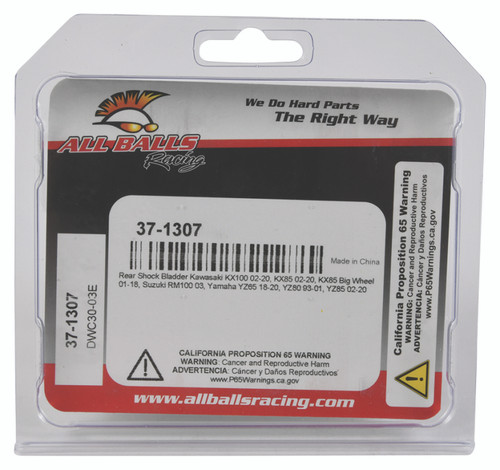 We Do Hard Parts
The Right Way
ALL BALLS
Racing
37-1307
Made in China
Rear Shock Bladder Kawasaki KX100 02-20, KX85 02-20, KX85 Big Wheel
01-18, Suzuki RM100 03, Yamaha YZ65 18-20, YZ80 93-01, YZ85 02-20
CALIFORNIA PROPOSITION 65 WARNING
WARNING: Cancer and Reproductive Harm
ADVERTENCIA: Cáncer y Daños Reproductivos
www.P65Warnings.ca.gov
37-1307
DWC30-03E
California Proposition 65 Warning
WARNING: Cancer and Reproductive Harm
ADVERTENCIA: Cáncer y Daños Reproductivos
www.P65Warnings.ca.gov
www.allballsracing.com